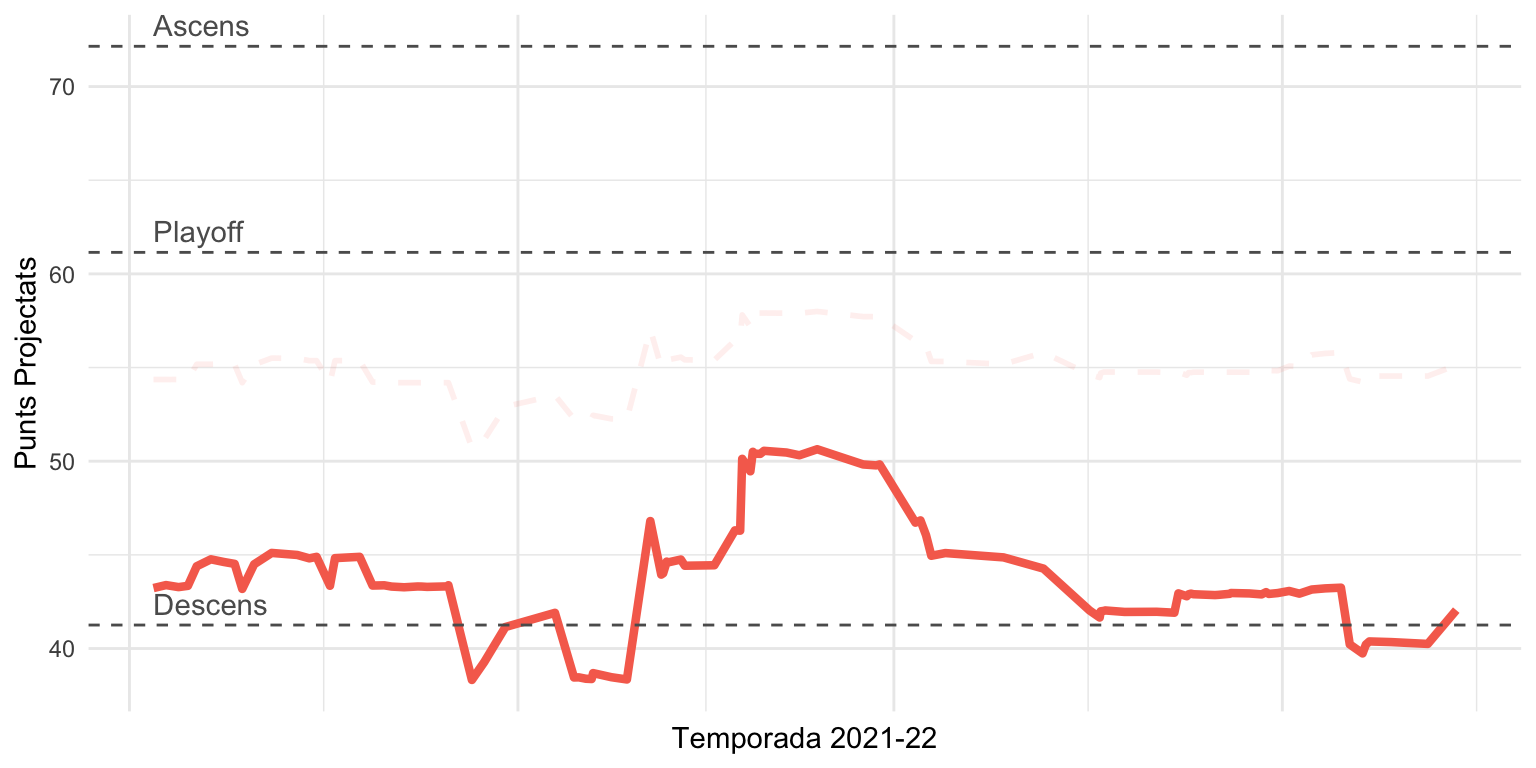 Ascens
70
Playoff
60
50
Descens
40
Punts Projectats
Temporada 2021-22